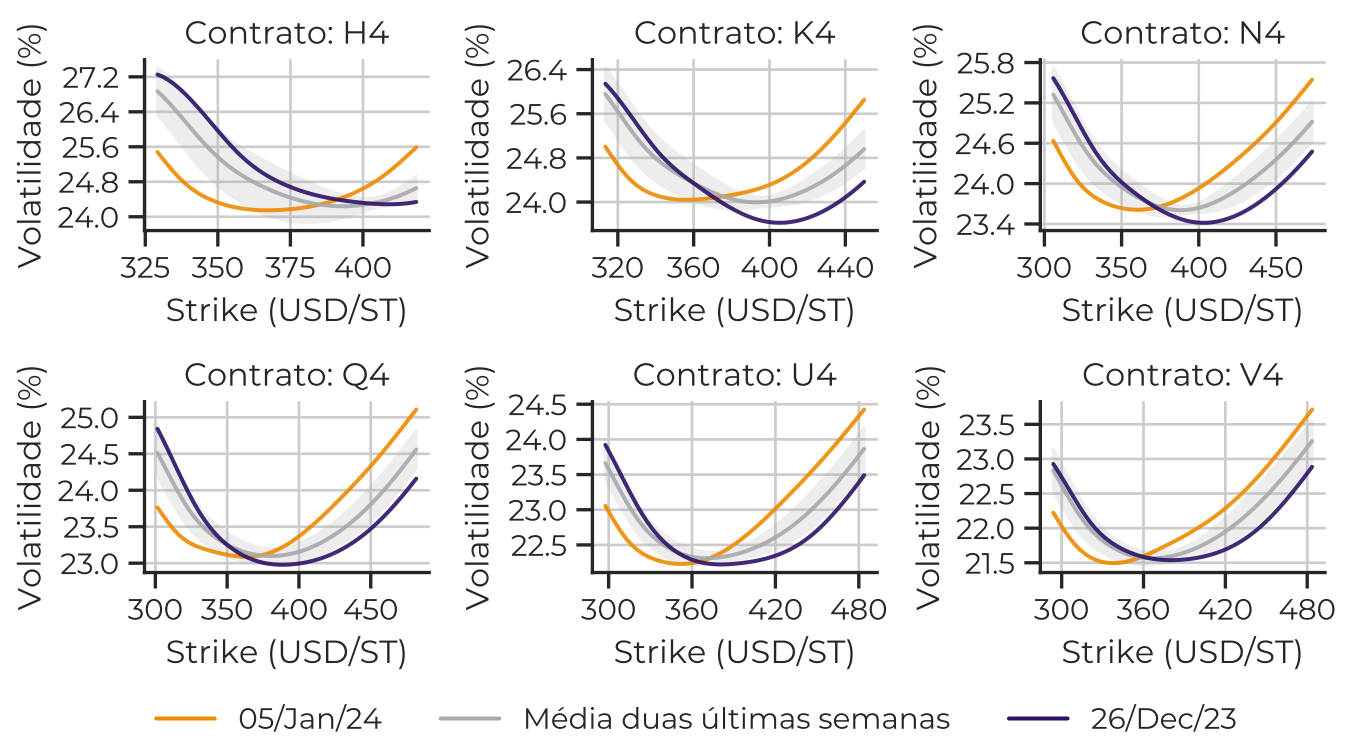 Contrato: H4
Volatilidade (%)
27.2
26.4
25.6
24.8
24.0
325 350 375 400
Strike (USD/ST)
Contrato: K4
Volatilidade (%)
26.4
25.6
24.8
24.0
320 360 400 440
Strike (USD/ST)
Contrato: N4
Volatilidade (%)
25.8
25.2
24.6
24.0
23.4
300 350 400 450
Strike (USD/ST)
Contrato: Q4
Volatilidade (%)
25.0
24.5
24.0
23.5
23.0
300 350 400 450
Strike (USD/ST)
Contrato: U4
Volatilidade (%)
24.5
24.0
23.5
23.0
22.5
300 360 420 480
Strike (USD/ST)
Contrato: V4
Volatilidade (%)
23.5
23.0
22.5
22.0
21.5
300 360 420 480
Strike (USD/ST)
05/Jan/24 Média duas últimas semanas 26/Dec/23